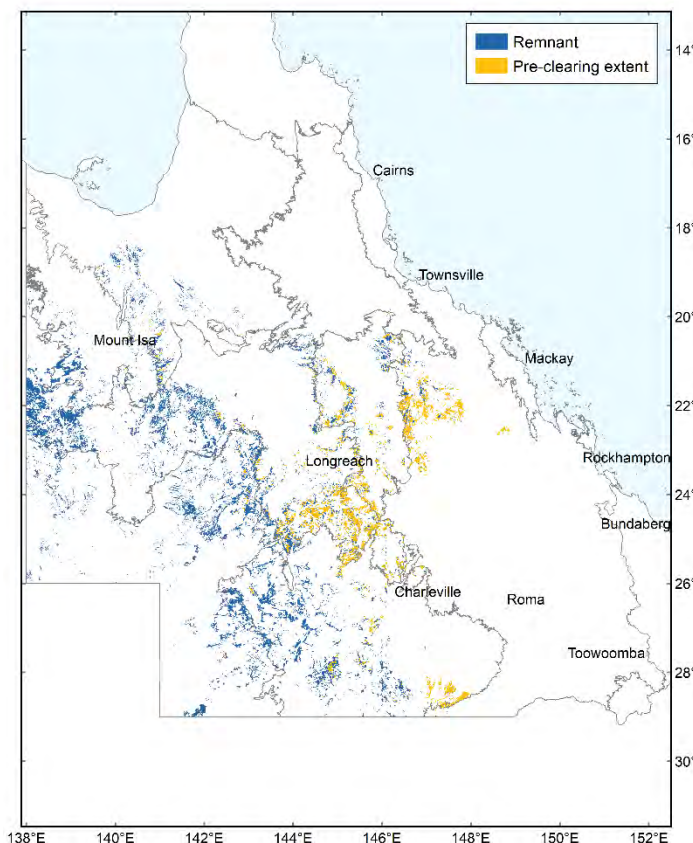 Remnant
Pre-clearing extent
14°
16°
Cairns
18°
Townsville
20°
Mount Isa
Mackay
22°
Longreach
Rockhampton
24°
Bundaberg
26°
Charleville
Roma
Toowoomba
28°
30°
138°E 140°E 142°E 144°E 146°E 148°E 150°E 152°E